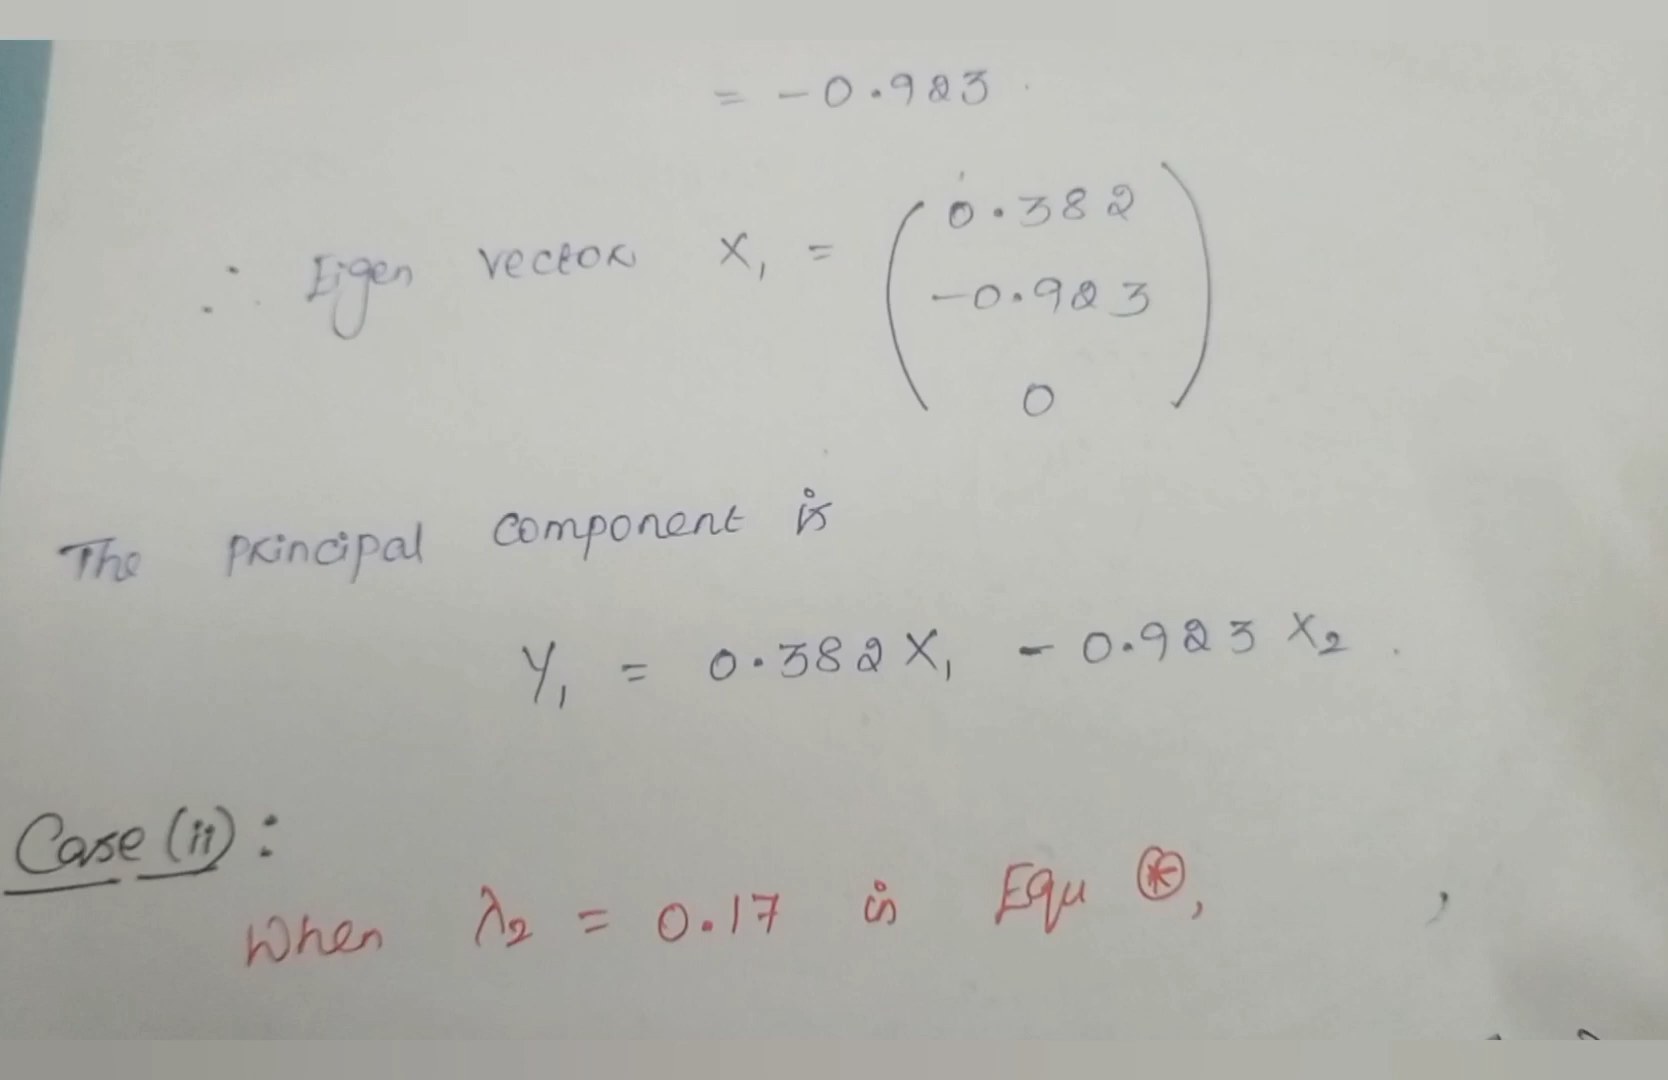 = -0.923
∴ Eigen vector X₁ = ( 0.382
-0.923
0 )
The principal component is
Y₁ = 0.382 X₁ - 0.923 X₂.
Case (ii) :
When λ₂ = 0.17 in Equ ⊛,